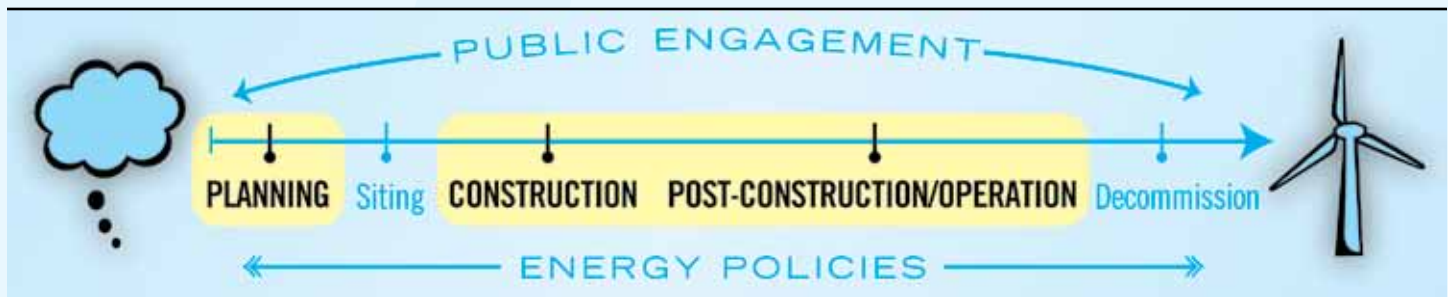 PUBLIC ENGAGEMENT
PLANNING Siting CONSTRUCTION POST-CONSTRUCTION/OPERATION Decommission
ENERGY POLICIES